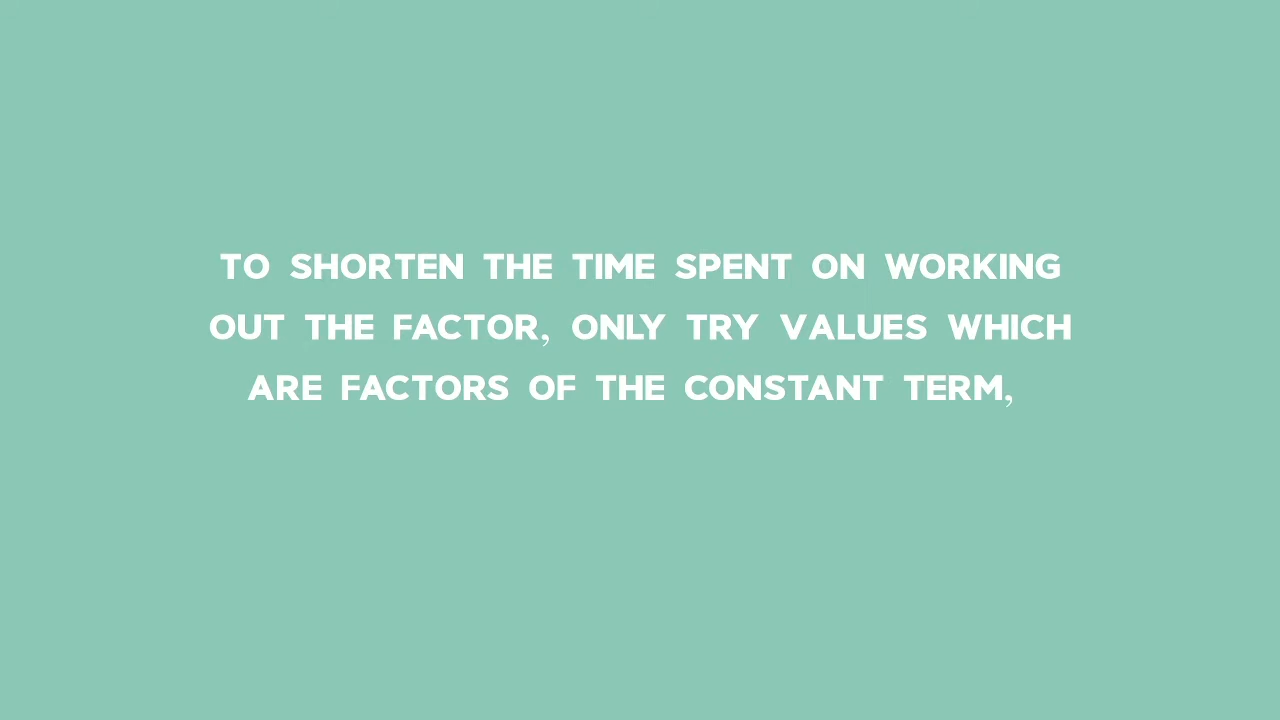 TO SHORTEN THE TIME SPENT ON WORKING
OUT THE FACTOR, ONLY TRY VALUES WHICH
ARE FACTORS OF THE CONSTANT TERM,